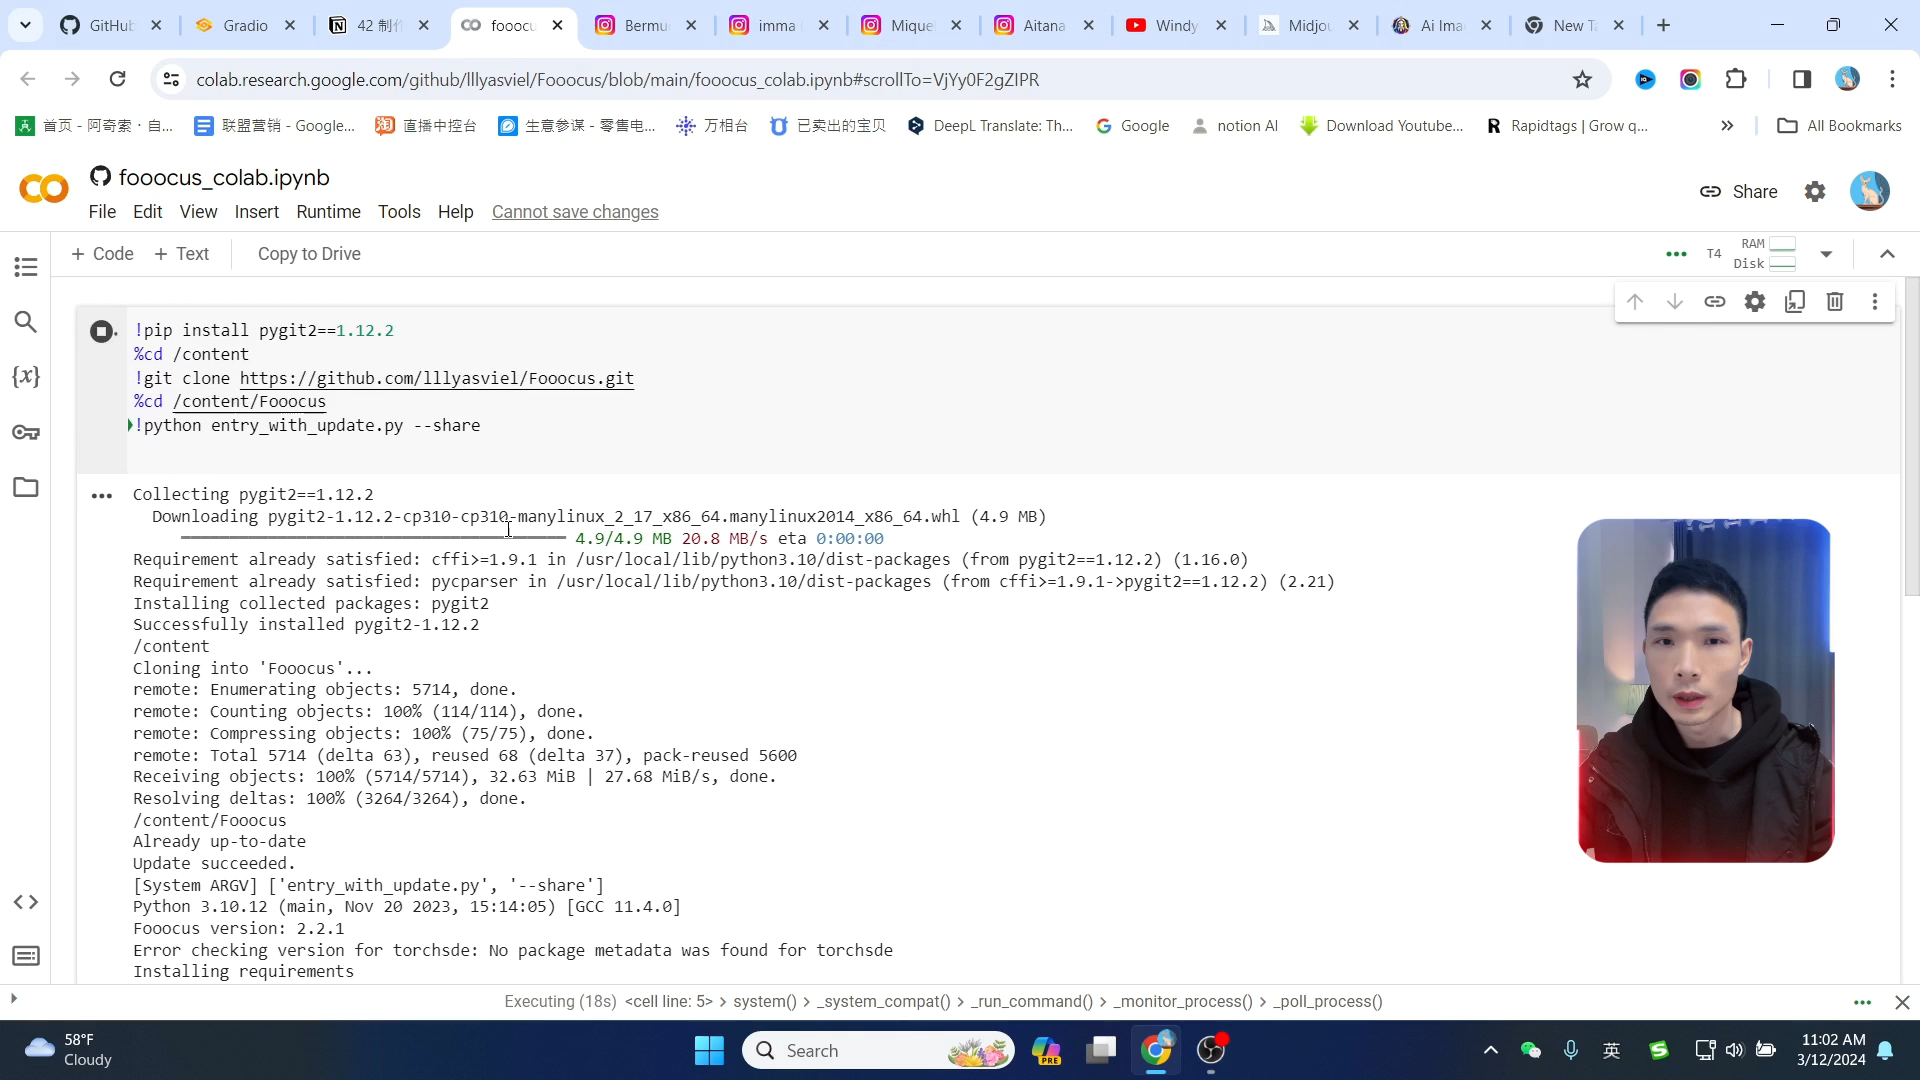 GitHub
Gradio
42 制作
fooocu
Bermu
imma
Mique
Aitana
Windy
Midjou
Ai Ima
New Ta
colab.research.google.com/github/lllyasviel/Fooocus/blob/main/fooocus_colab.ipynb#scrollTo=VjYy0F2gZIPR
首页 - 阿奇索 · 自...
联盟营销 - Google...
直播中控台
生意参谋 - 零售电...
万相台
已卖出的宝贝
DeepL Translate: Th...
Google
notion AI
Download Youtube...
Rapidtags | Grow q...
All Bookmarks
fooocus_colab.ipynb
Share
File Edit View Insert Runtime Tools Help Cannot save changes
+ Code + Text Copy to Drive
T4
RAM
Disk
!pip install pygit2==1.12.2
%cd /content
!git clone https://github.com/lllyasviel/Fooocus.git
%cd /content/Fooocus
!python entry_with_update.py --share
Collecting pygit2==1.12.2
Downloading pygit2-1.12.2-cp310-cp310-manylinux_2_17_x86_64.manylinux2014_x86_64.whl (4.9 MB)
4.9/4.9 MB 20.8 MB/s eta 0:00:00
Requirement already satisfied: cffi>=1.9.1 in /usr/local/lib/python3.10/dist-packages (from pygit2==1.12.2) (1.16.0)
Requirement already satisfied: pycparser in /usr/local/lib/python3.10/dist-packages (from cffi>=1.9.1->pygit2==1.12.2) (2.21)
Installing collected packages: pygit2
Successfully installed pygit2-1.12.2
/content
Cloning into 'Fooocus'...
remote: Enumerating objects: 5714, done.
remote: Counting objects: 100% (114/114), done.
remote: Compressing objects: 100% (75/75), done.
remote: Total 5714 (delta 63), reused 68 (delta 37), pack-reused 5600
Receiving objects: 100% (5714/5714), 32.63 MiB | 27.68 MiB/s, done.
Resolving deltas: 100% (3264/3264), done.
/content/Fooocus
Already up-to-date
Update succeeded.
[System ARGV] ['entry_with_update.py', '--share']
Python 3.10.12 (main, Nov 20 2023, 15:14:05) [GCC 11.4.0]
Fooocus version: 2.2.1
Error checking version for torchsde: No package metadata was found for torchsde
Installing requirements
Executing (18s) <cell line: 5> > system() > _system_compat() > _run_command() > _monitor_process() > _poll_process()
58°F
Cloudy
Search
PRE
英
11:02 AM
3/12/2024